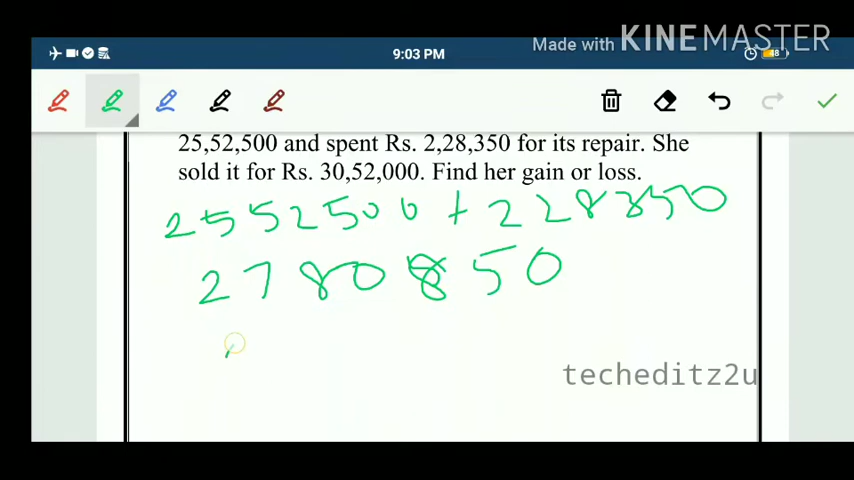 9:03 PM
Made with KINEMASTER
48
25,52,500 and spent Rs. 2,28,350 for its repair. She
sold it for Rs. 30,52,000. Find her gain or loss.
2552500 + 228350
2780850
techeditz2u